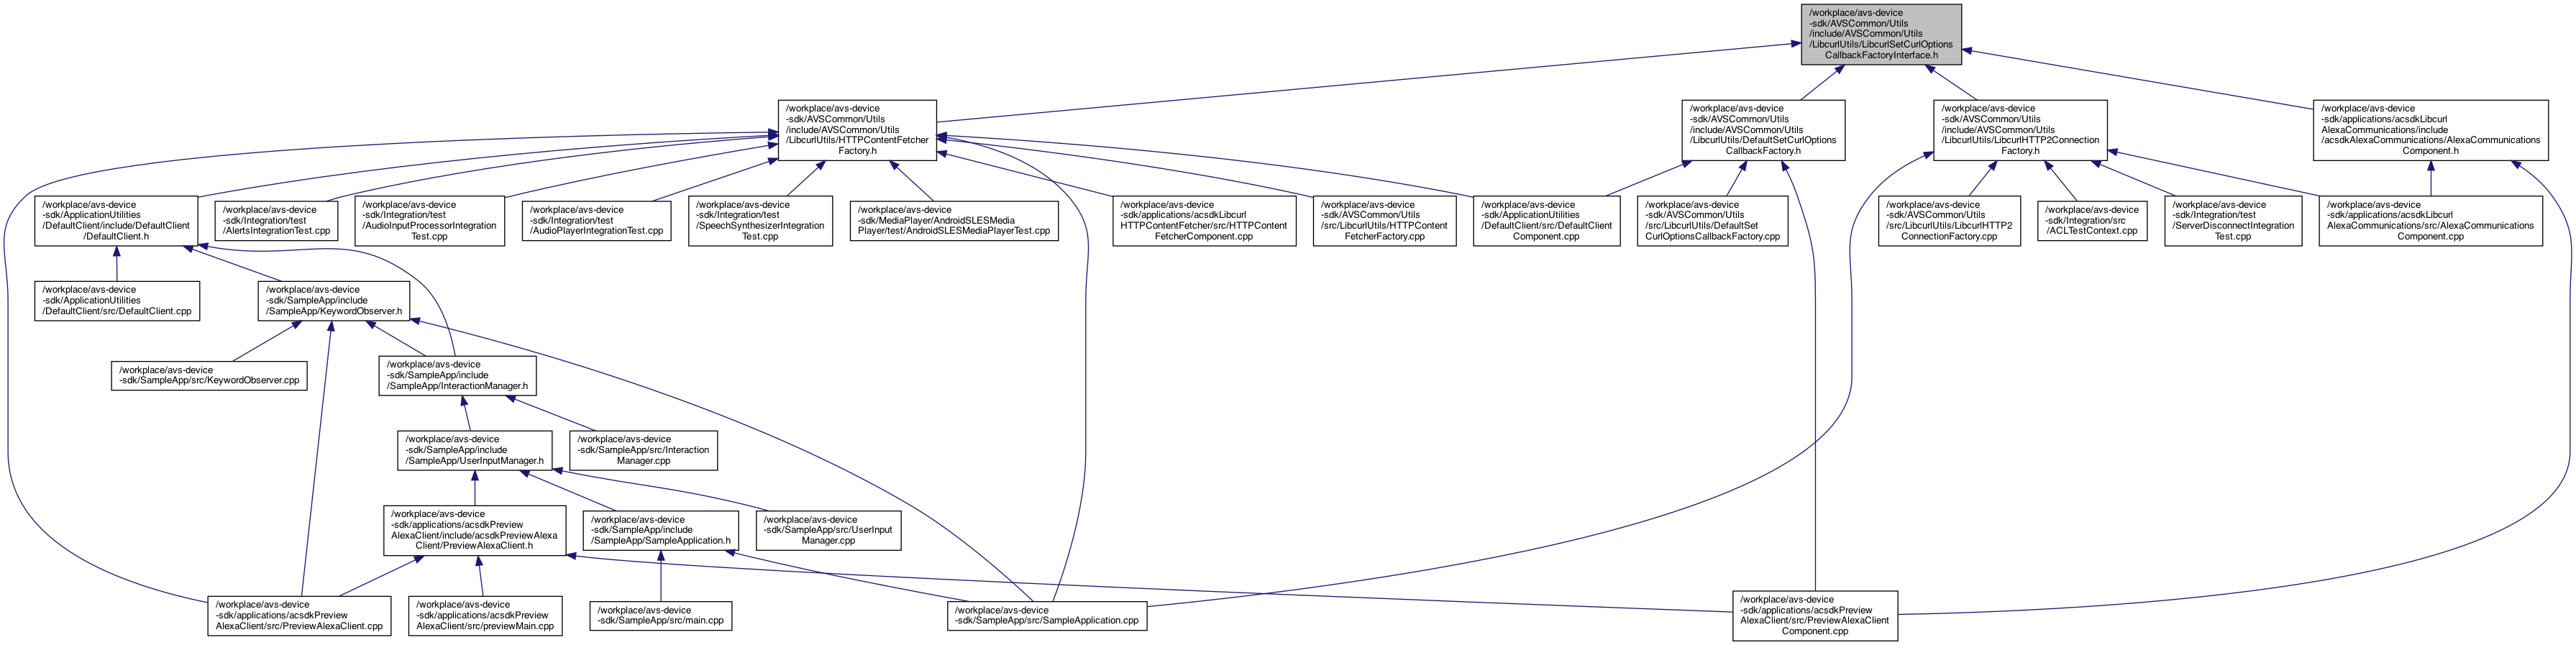 /workplace/avs-device
-sdk/AVSCommon/Utils
/include/AVSCommon/Utils
/LibcurlUtils/LibcurlSetCurlOptions
CallbackFactoryInterface.h
/workplace/avs-device
-sdk/AVSCommon/Utils
/include/AVSCommon/Utils
/LibcurlUtils/HTTPContentFetcher
Factory.h
/workplace/avs-device
-sdk/AVSCommon/Utils
/include/AVSCommon/Utils
/LibcurlUtils/DefaultSetCurlOptions
CallbackFactory.h
/workplace/avs-device
-sdk/AVSCommon/Utils
/include/AVSCommon/Utils
/LibcurlUtils/LibcurlHTTP2Connection
Factory.h
/workplace/avs-device
-sdk/applications/acsdkLibcurl
AlexaCommunications/include
/acsdkAlexaCommunications/AlexaCommunications
Component.h
/workplace/avs-device
-sdk/ApplicationUtilities
/DefaultClient/include/DefaultClient
/DefaultClient.h
/workplace/avs-device
-sdk/Integration/test
/AlertsIntegrationTest.cpp
/workplace/avs-device
-sdk/Integration/test
/AudioInputProcessorIntegration
Test.cpp
/workplace/avs-device
-sdk/Integration/test
/AudioPlayerIntegrationTest.cpp
/workplace/avs-device
-sdk/Integration/test
/SpeechSynthesizerIntegration
Test.cpp
/workplace/avs-device
-sdk/MediaPlayer/AndroidSLESMedia
Player/test/AndroidSLESMediaPlayerTest.cpp
/workplace/avs-device
-sdk/applications/acsdkLibcurl
HTTPContentFetcher/src/HTTPContent
FetcherComponent.cpp
/workplace/avs-device
-sdk/AVSCommon/Utils
/src/LibcurlUtils/HTTPContent
FetcherFactory.cpp
/workplace/avs-device
-sdk/ApplicationUtilities
/DefaultClient/src/DefaultClient
Component.cpp
/workplace/avs-device
-sdk/AVSCommon/Utils
/src/LibcurlUtils/DefaultSet
CurlOptionsCallbackFactory.cpp
/workplace/avs-device
-sdk/AVSCommon/Utils
/src/LibcurlUtils/LibcurlHTTP2
ConnectionFactory.cpp
/workplace/avs-device
-sdk/Integration/src
/ACLTestContext.cpp
/workplace/avs-device
-sdk/Integration/test
/ServerDisconnectIntegration
Test.cpp
/workplace/avs-device
-sdk/applications/acsdkLibcurl
AlexaCommunications/src/AlexaCommunications
Component.cpp
/workplace/avs-device
-sdk/ApplicationUtilities
/DefaultClient/src/DefaultClient.cpp
/workplace/avs-device
-sdk/SampleApp/include
/SampleApp/KeywordObserver.h
/workplace/avs-device
-sdk/SampleApp/src/KeywordObserver.cpp
/workplace/avs-device
-sdk/SampleApp/include
/SampleApp/InteractionManager.h
/workplace/avs-device
-sdk/SampleApp/include
/SampleApp/UserInputManager.h
/workplace/avs-device
-sdk/SampleApp/src/Interaction
Manager.cpp
/workplace/avs-device
-sdk/applications/acsdkPreview
AlexaClient/include/acsdkPreviewAlexa
Client/PreviewAlexaClient.h
/workplace/avs-device
-sdk/SampleApp/include
/SampleApp/SampleApplication.h
/workplace/avs-device
-sdk/SampleApp/src/UserInput
Manager.cpp
/workplace/avs-device
-sdk/applications/acsdkPreview
AlexaClient/src/PreviewAlexaClient.cpp
/workplace/avs-device
-sdk/applications/acsdkPreview
AlexaClient/src/previewMain.cpp
/workplace/avs-device
-sdk/SampleApp/src/main.cpp
/workplace/avs-device
-sdk/SampleApp/src/SampleApplication.cpp
/workplace/avs-device
-sdk/applications/acsdkPreview
AlexaClient/src/PreviewAlexaClient
Component.cpp